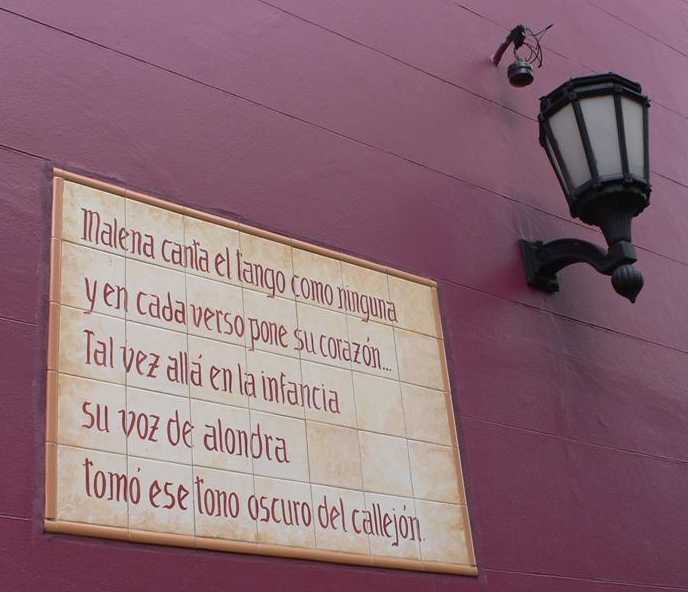 Malena canta el tango como ninguna
y en cada verso pone su corazón...
Tal vez allá en la infancia
su voz de alondra
tomó ese tono oscuro del callejón.